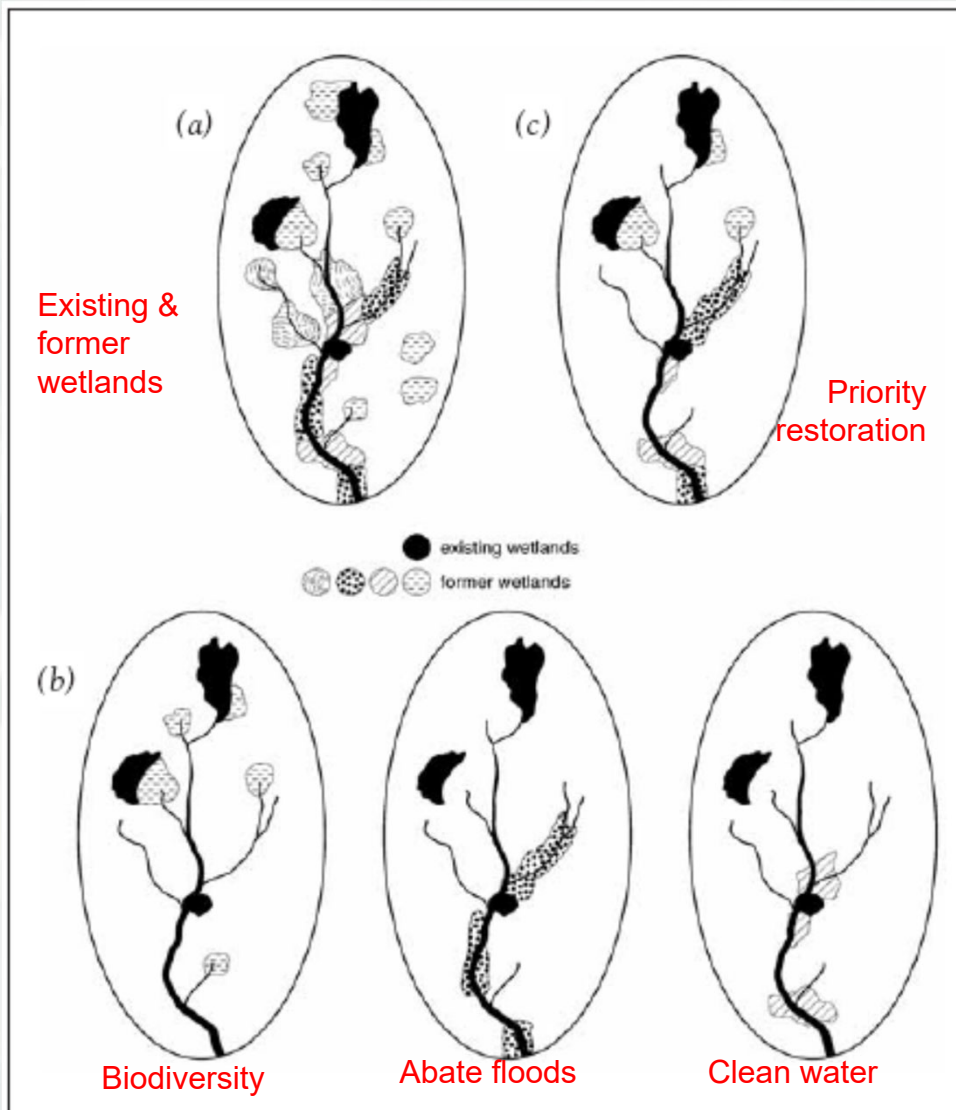 (a)
(c)
Existing &
former
wetlands
Priority
restoration
existing wetlands
former wetlands
(b)
Biodiversity
Abate floods
Clean water